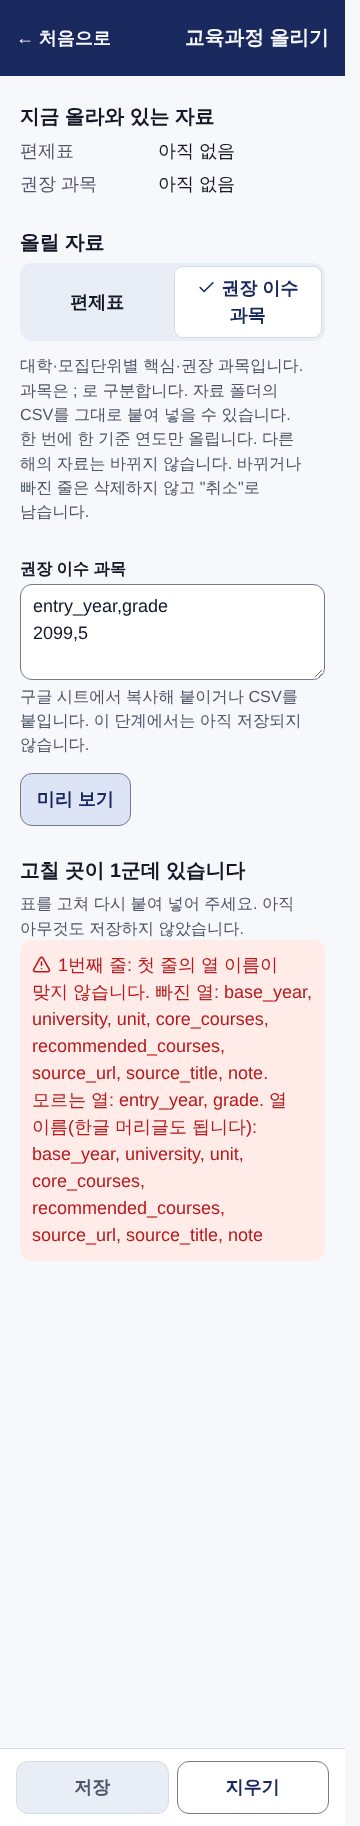 ← 처음으로
교육과정 올리기
지금 올라와 있는 자료
편제표 아직 없음
권장 과목 아직 없음
올릴 자료
편제표
권장 이수
과목
대학·모집단위별 핵심·권장 과목입니다.
과목은 ; 로 구분합니다. 자료 폴더의
CSV를 그대로 붙여 넣을 수 있습니다.
한 번에 한 기준 연도만 올립니다. 다른
해의 자료는 바뀌지 않습니다. 바뀌거나
빠진 줄은 삭제하지 않고 "취소"로
남습니다.
권장 이수 과목
entry_year,grade
2099,5
구글 시트에서 복사해 붙이거나 CSV를
붙입니다. 이 단계에서는 아직 저장되지
않습니다.
미리 보기
고칠 곳이 1군데 있습니다
표를 고쳐 다시 붙여 넣어 주세요. 아직
아무것도 저장하지 않았습니다.
1번째 줄: 첫 줄의 열 이름이
맞지 않습니다. 빠진 열: base_year,
university, unit, core_courses,
recommended_courses,
source_url, source_title, note.
모르는 열: entry_year, grade. 열
이름(한글 머리글도 됩니다):
base_year, university, unit,
core_courses,
recommended_courses,
source_url, source_title, note
저장
지우기